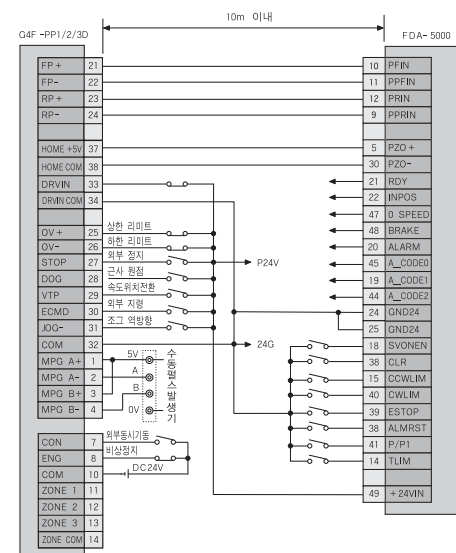 10m 이내
G4F -PP1/2/3D
FDA- 5000
FP + 21
FP- 22
RP + 23
RP- 24
HOME +5V 37
HOME COM 38
DRVIN 33
DRVIN COM 34
OV + 25 상한 리미트
OV- 26 하한 리미트
STOP 27 외부 정지
DOG 28 근사 원점
VTP 29 속도위치전환
ECMD 30 외부 지령
JOG- 31 조그 역방향
COM 32
MPG A+ 1 5V
MPG A- 2 A
MPG B+ 3 B
MPG B- 4 0V
수동펄스발생기
CON 7 외부동시기동
ENG 8 비상정지
COM 10 DC24V
ZONE 1 11
ZONE 2 12
ZONE 3 13
ZONE COM 14
P24V
24G
10 PFIN
11 PPFIN
12 PRIN
9 PPRIN
5 PZO +
30 PZO-
21 RDY
22 INPOS
47 0 SPEED
48 BRAKE
20 ALARM
45 A_CODE0
19 A_CODE1
44 A_CODE2
24 GND24
25 GND24
18 SVONEN
38 CLR
15 CCWLIM
40 CWLIM
39 ESTOP
38 ALMRST
41 P/P1
14 TLIM
49 + 24VIN